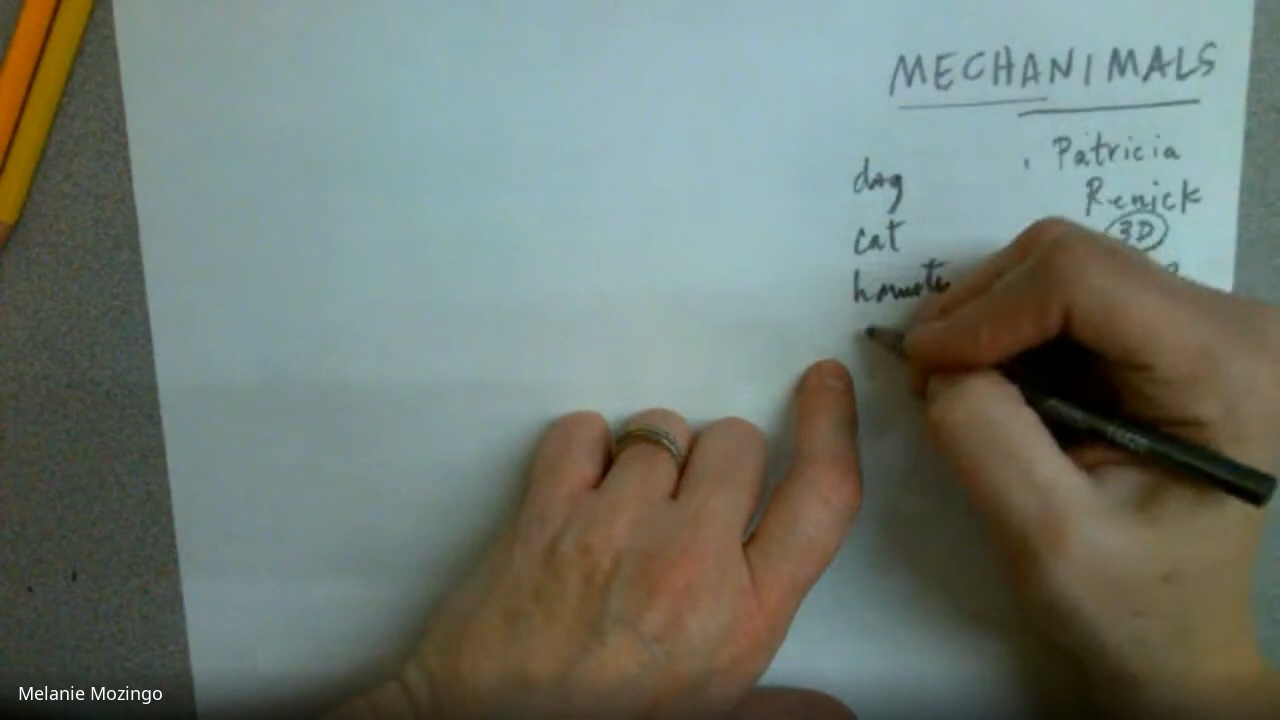 MECHANIMALS
Patricia
Renick
3D
dog
cat
Melanie Mozingo